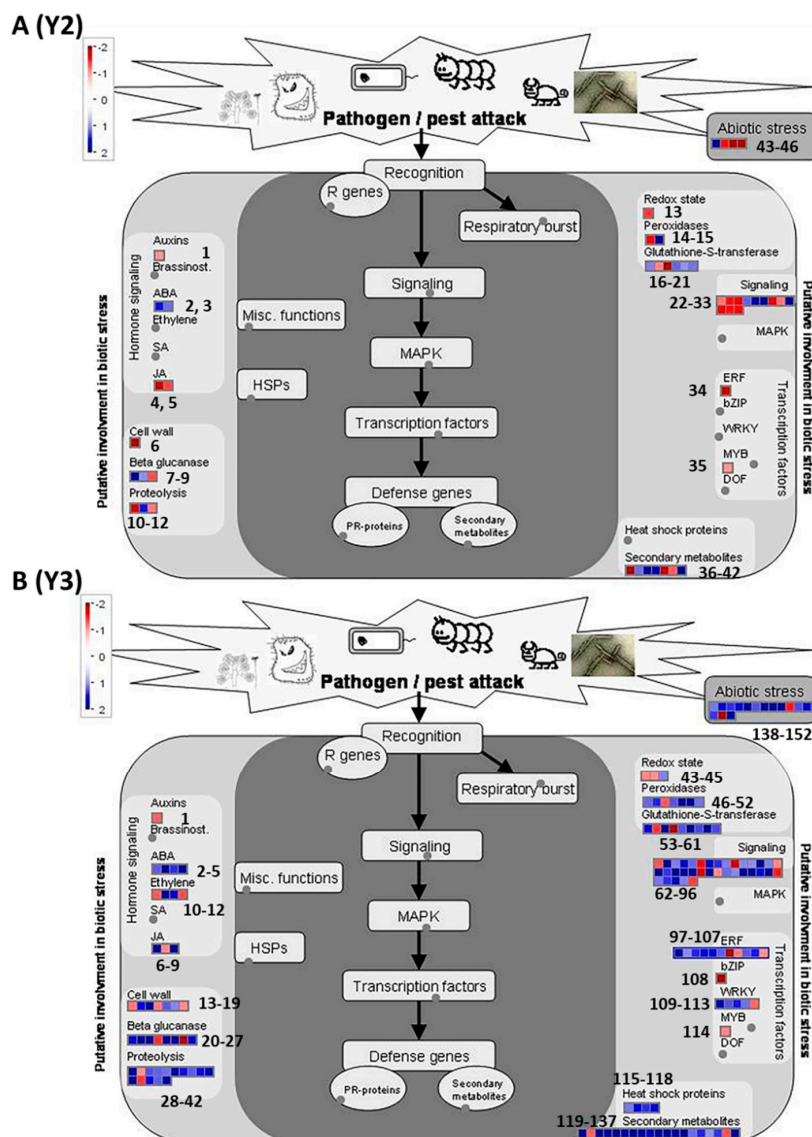 A (Y2)
-2
-1
0
1
2
Pathogen / pest attack
Abiotic stress
43-46
Recognition
R genes
Respiratory burst
Signaling
Misc. functions
MAPK
HSPs
Transcription factors
Defense genes
PR-proteins
Secondary metabolites
Putative involvment in biotic stress
Hormone signaling
Auxins
1
Brassinost.
ABA
2, 3
Ethylene
SA
JA
4, 5
Cell wall
6
Beta glucanase
7-9
Proteolysis
10-12
Redox state
13
Peroxidases
14-15
Glutathione-S-transferase
16-21
Signaling
22-33
MAPK
Putative involvment in biotic stress
Transcription factors
ERF
34
bZIP
WRKY
MYB
35
DOF
Heat shock proteins
Secondary metabolites
36-42
B (Y3)
-2
-1
0
1
2
Pathogen / pest attack
Abiotic stress
138-152
Recognition
R genes
Respiratory burst
Signaling
Misc. functions
MAPK
HSPs
Transcription factors
Defense genes
PR-proteins
Secondary metabolites
Putative involvment in biotic stress
Hormone signaling
Auxins
1
Brassinost.
ABA
2-5
Ethylene
10-12
SA
JA
6-9
Cell wall
13-19
Beta glucanase
20-27
Proteolysis
28-42
Redox state
43-45
Peroxidases
46-52
Glutathione-S-transferase
53-61
Signaling
62-96
MAPK
Putative involvment in biotic stress
Transcription factors
97-107
ERF
bZIP
108
WRKY
109-113
MYB
114
DOF
115-118
Heat shock proteins
Secondary metabolites
119-137